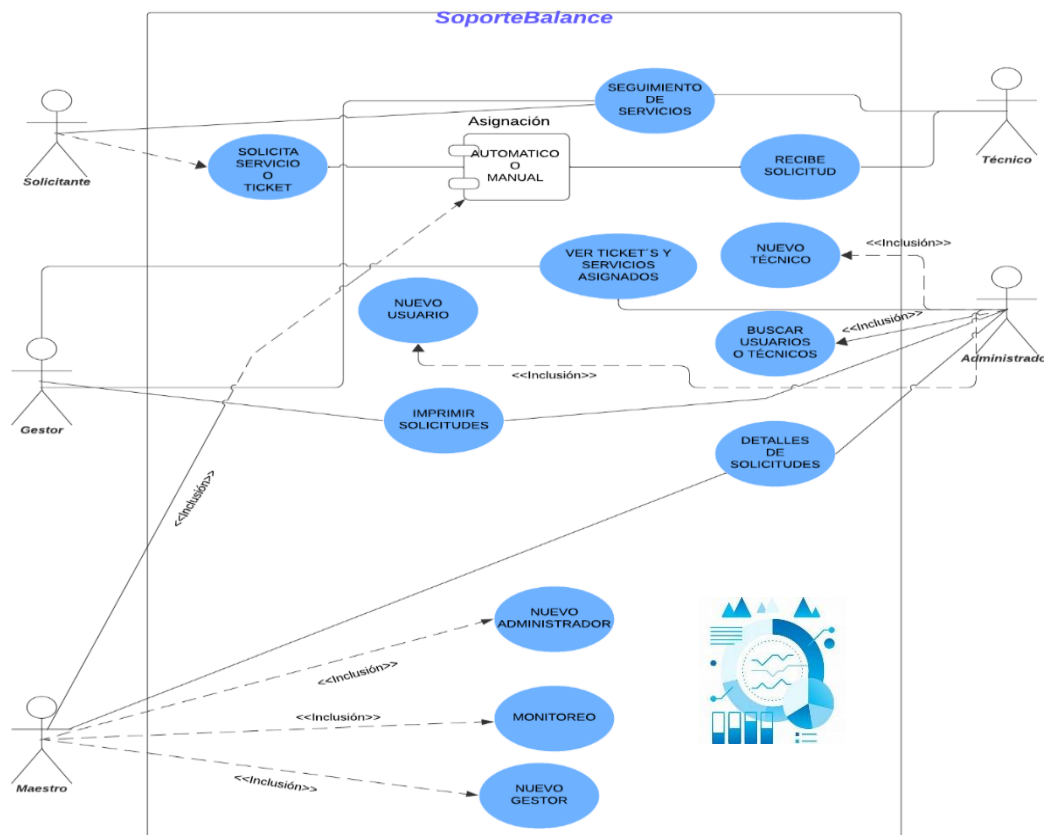 SoporteBalance
SEGUIMIENTO
DE
SERVICIOS
Asignación
SOLICITA
SERVICIO
O
TICKET
AUTOMATICO
O
MANUAL
RECIBE
SOLICITUD
Solicitante
Técnico
VER TICKET´S Y
SERVICIOS
ASIGNADOS
NUEVO
TÉCNICO
<<Inclusión>>
NUEVO
USUARIO
BUSCAR
USUARIOS
O TÉCNICOS
<<Inclusión>>
Administrado
<<Inclusión>>
Gestor
IMPRIMIR
SOLICITUDES
DETALLES
DE
SOLICITUDES
<<Inclusión>>
NUEVO
ADMINISTRADOR
<<Inclusión>>
MONITOREO
<<Inclusión>>
NUEVO
GESTOR
<<Inclusión>>
Maestro